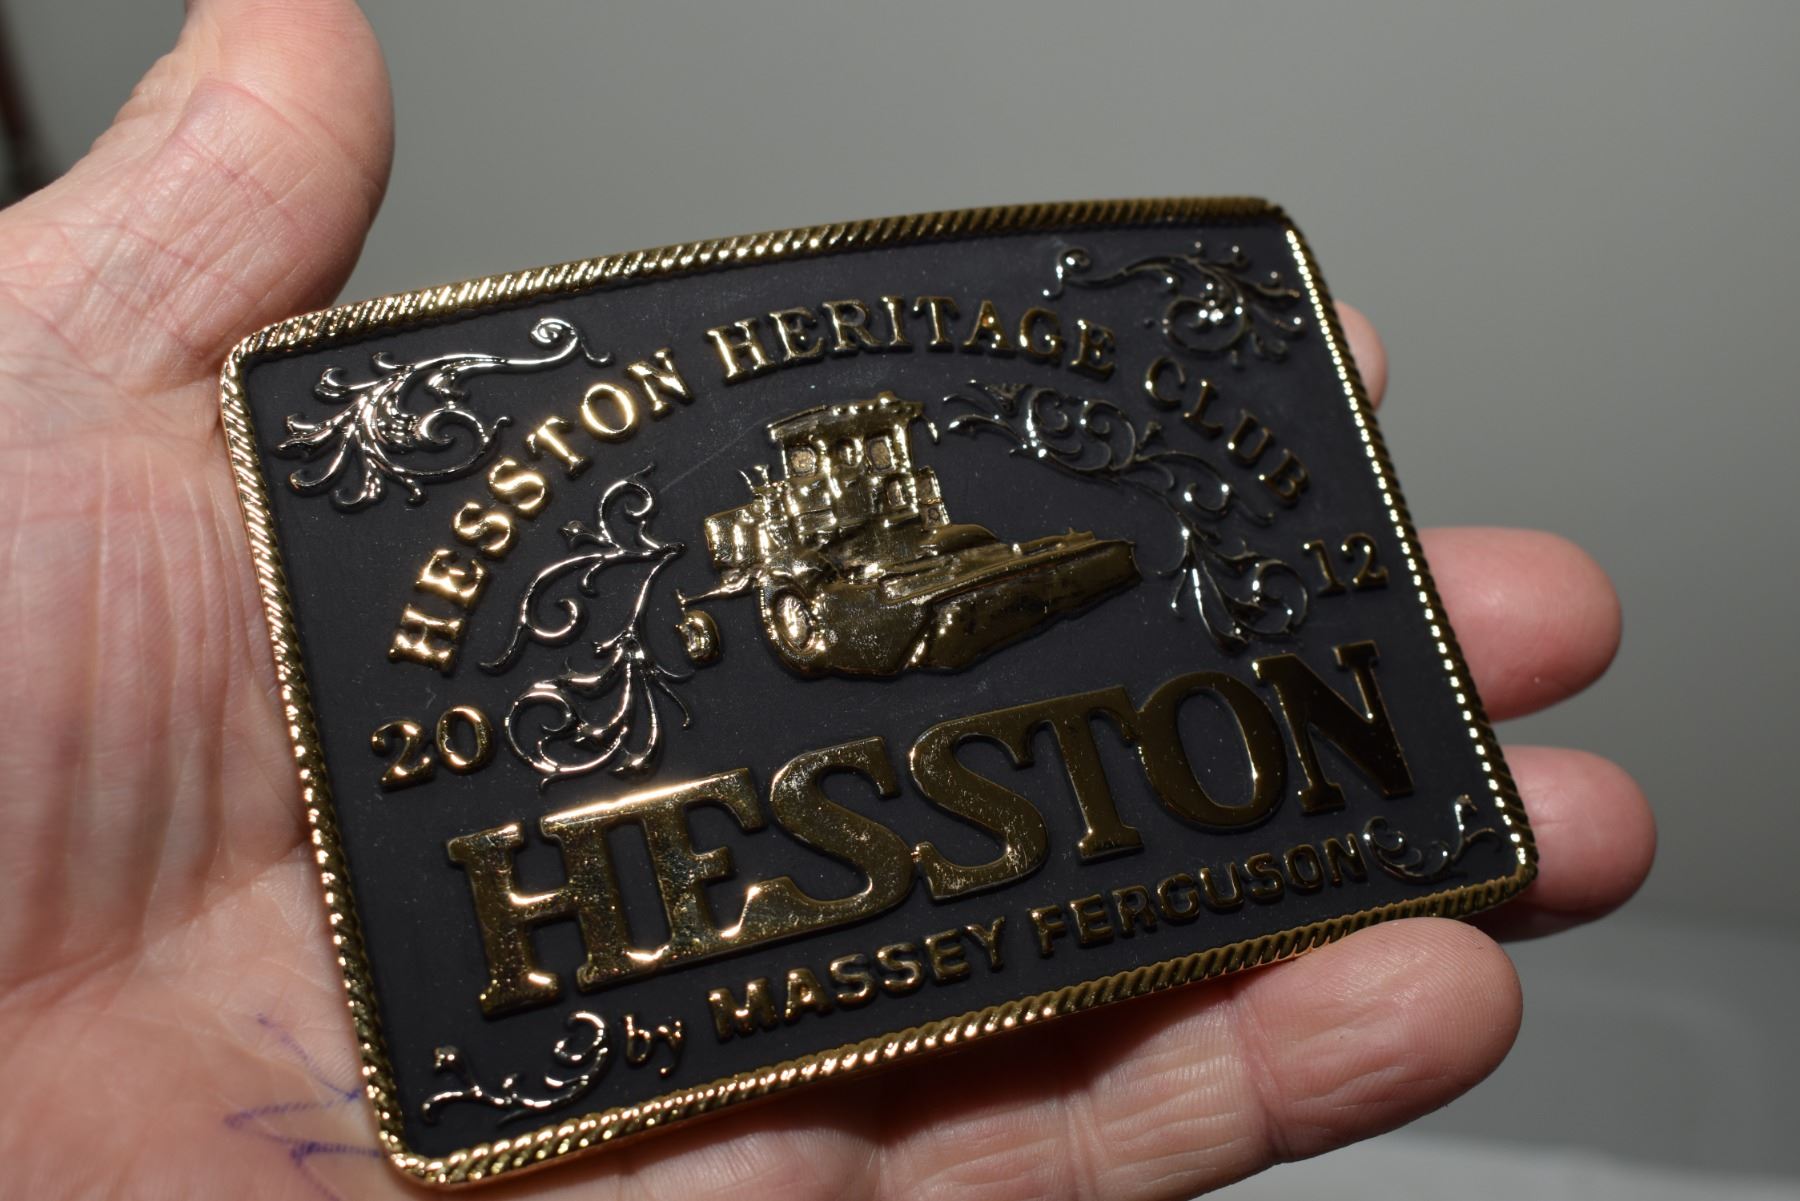 HESSTON HERITAGE CLUB
20 12
HESSTON
by MASSEY FERGUSON